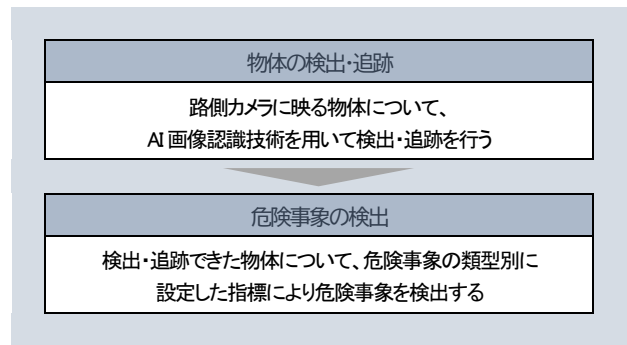 物体の検出・追跡
路側カメラに映る物体について、
AI 画像認識技術を用いて検出・追跡を行う
危険事象の検出
検出・追跡できた物体について、危険事象の類型別に
設定した指標により危険事象を検出する